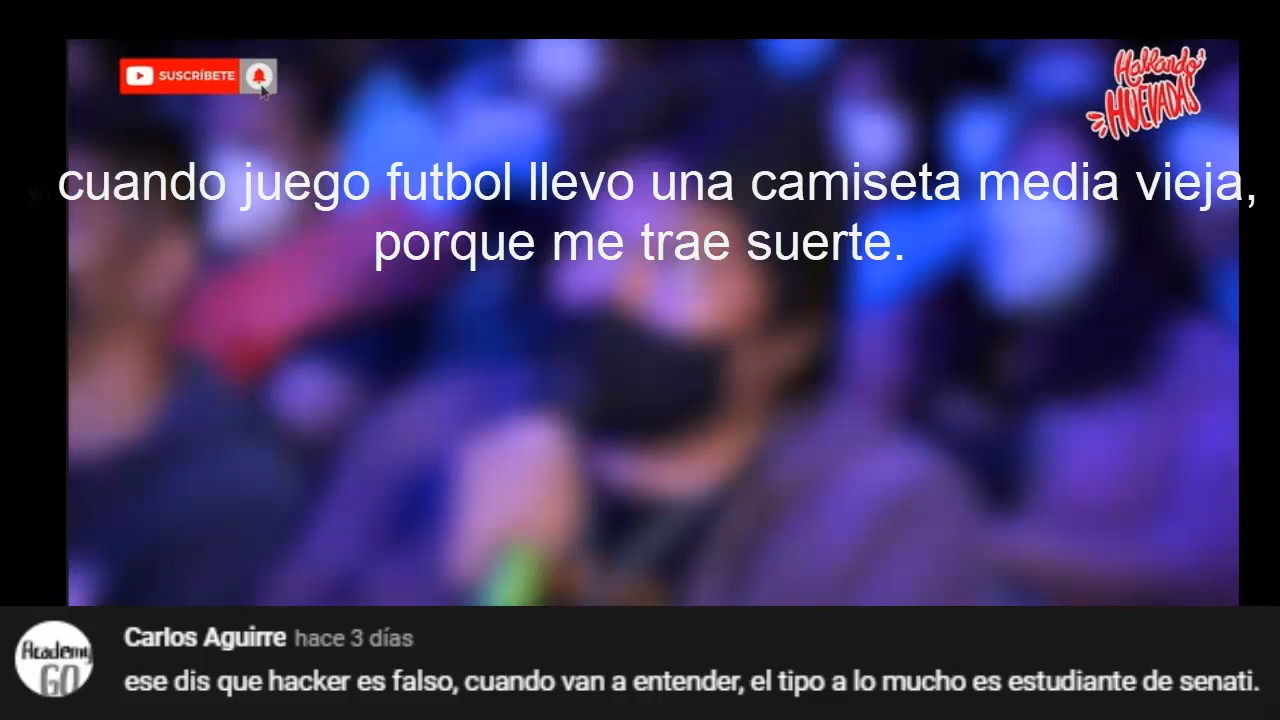 SUSCRÍBETE
Hablando
HUEVADAS
cuando juego futbol llevo una camiseta media vieja,
porque me trae suerte.
Academy
GO
Carlos Aguirre hace 3 días
ese dis que hacker es falso, cuando van a entender, el tipo a lo mucho es estudiante de senati.